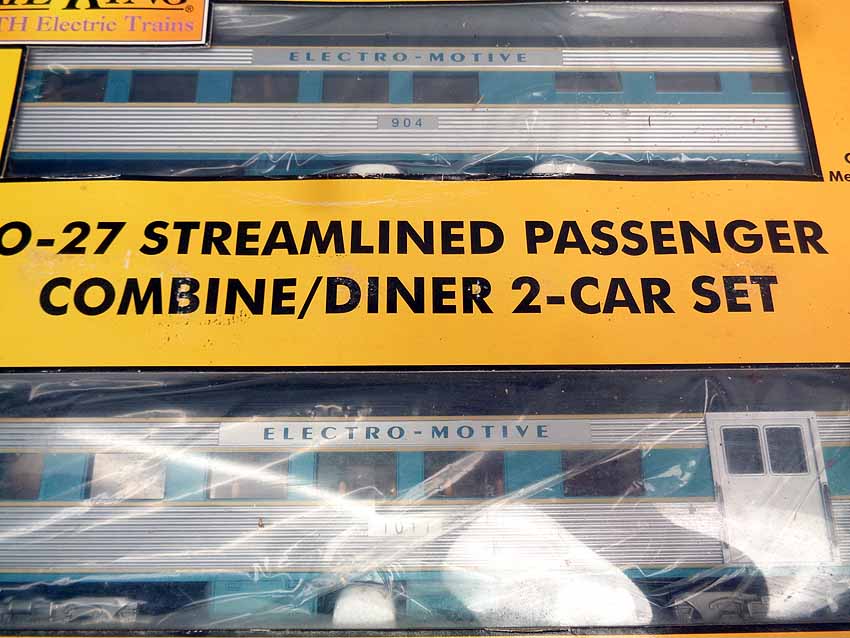 TH Electric Trains
ELECTRO-MOTIVE
904
O-27 STREAMLINED PASSENGER
COMBINE/DINER 2-CAR SET
ELECTRO-MOTIVE